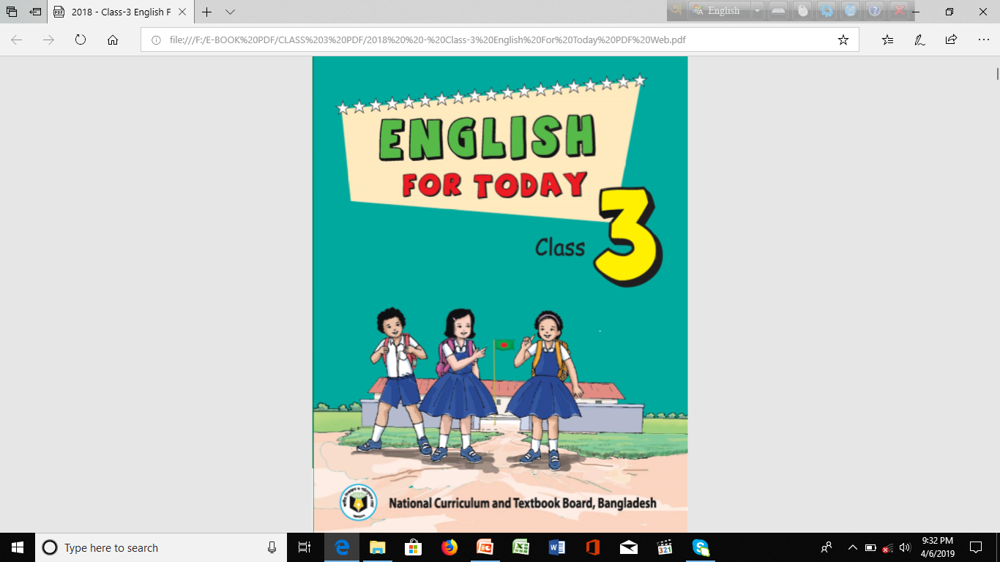 2018 - Class-3 English F
English
file:///F:/E-BOOK%20PDF/CLASS%203%20PDF/2018%20%20-%20Class-3%20English%20For%20Today%20PDF%20Web.pdf
ENGLISH
FOR TODAY
Class 3
National Curriculum and Textbook Board, Bangladesh
Type here to search
321
9:32 PM
4/6/2019